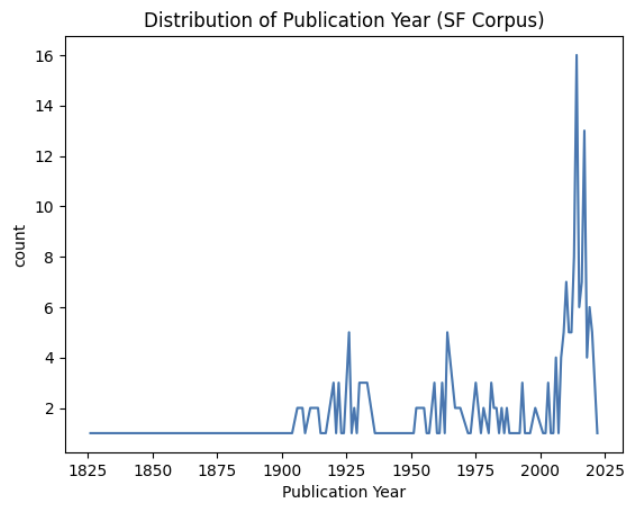 Distribution of Publication Year (SF Corpus)
16
14
12
10
8
6
4
2
count
1825 1850 1875 1900 1925 1950 1975 2000 2025
Publication Year